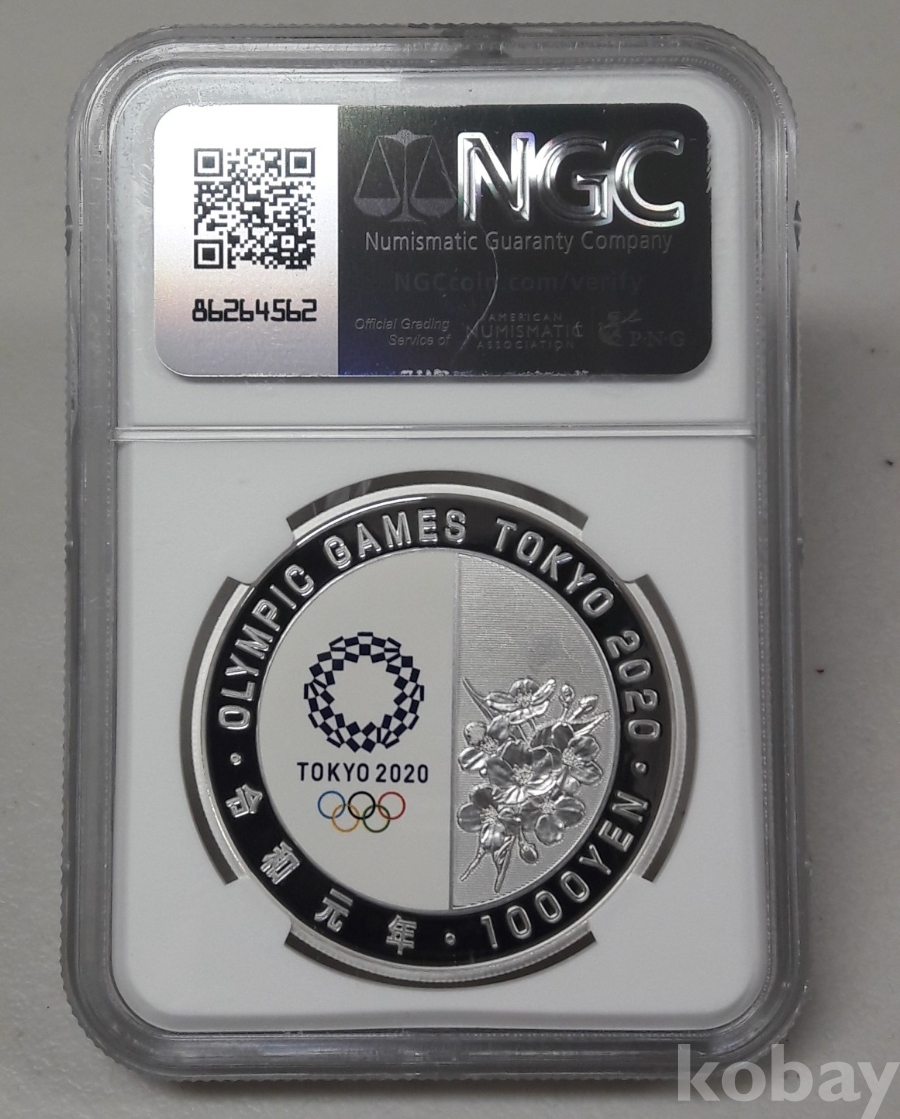 NGC
Numismatic Guaranty Company
NGCcoin.com/verify
86264562
Official Grading
Service of
AMERICAN
NUMISMATIC
ASSOCIATION
P·N·G
OLYMPIC GAMES TOKYO 2020
TOKYO 2020
令和元年 · 1000YEN
kobay